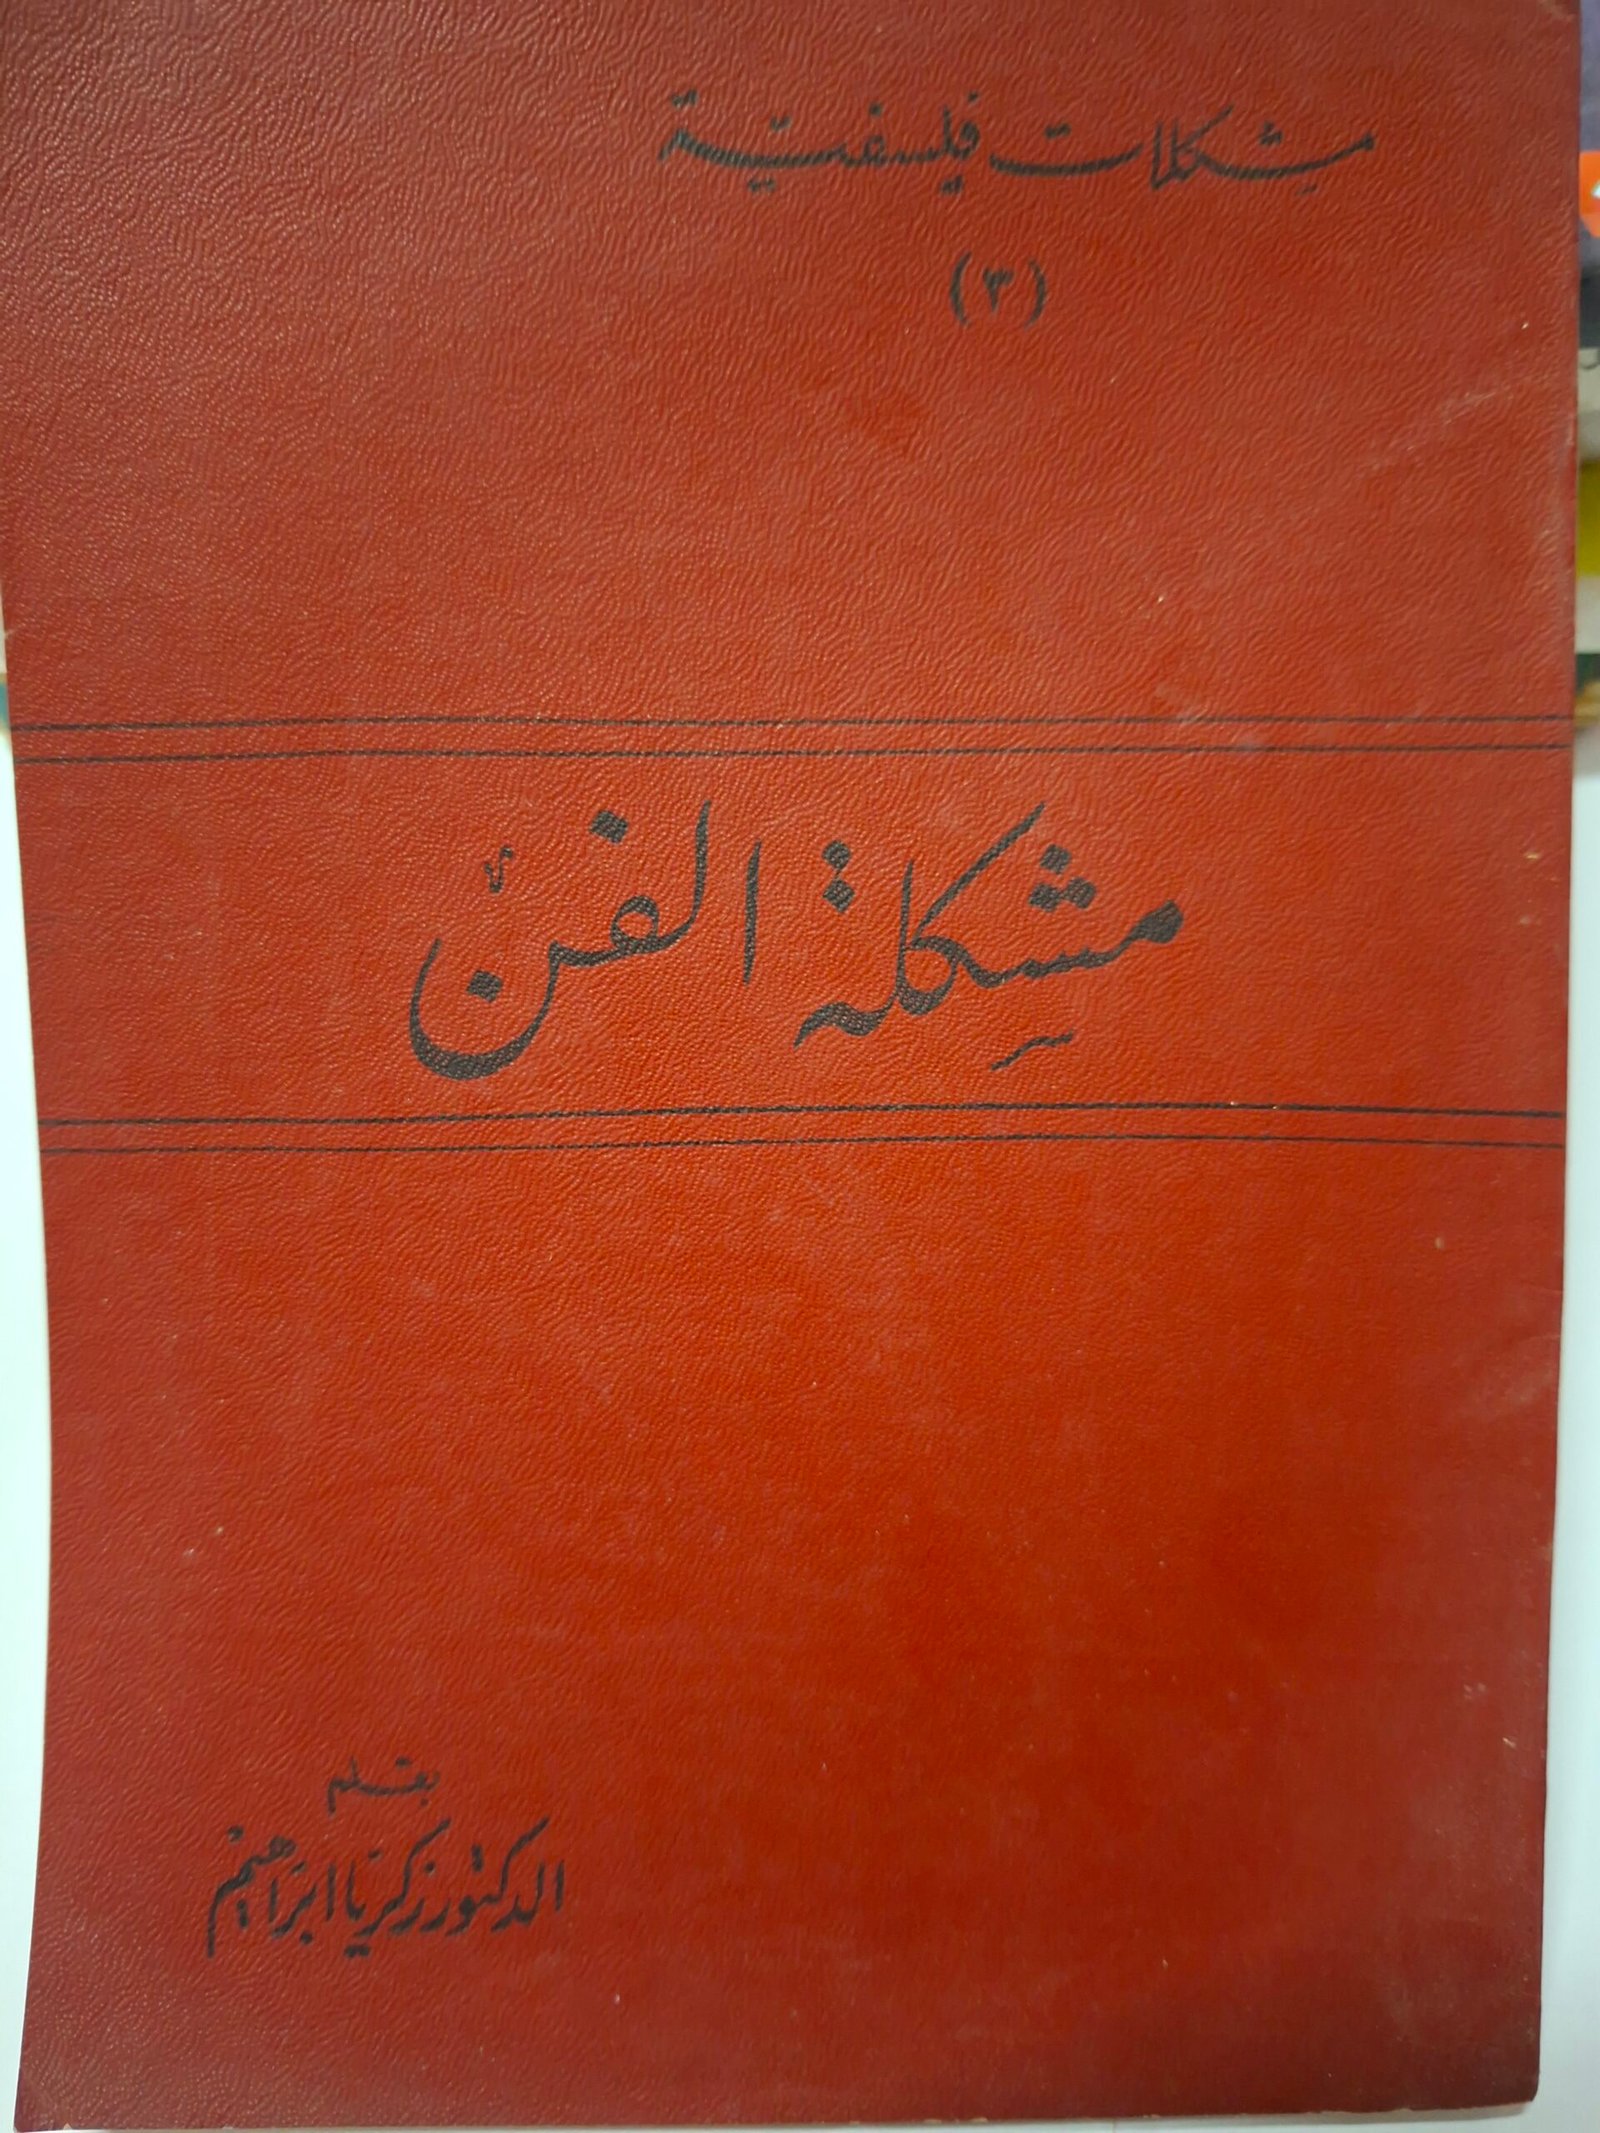 مشكلات فلسفية
(٣)
مشكلة الفن
بقلم
الدكتور زكريا ابراهيم